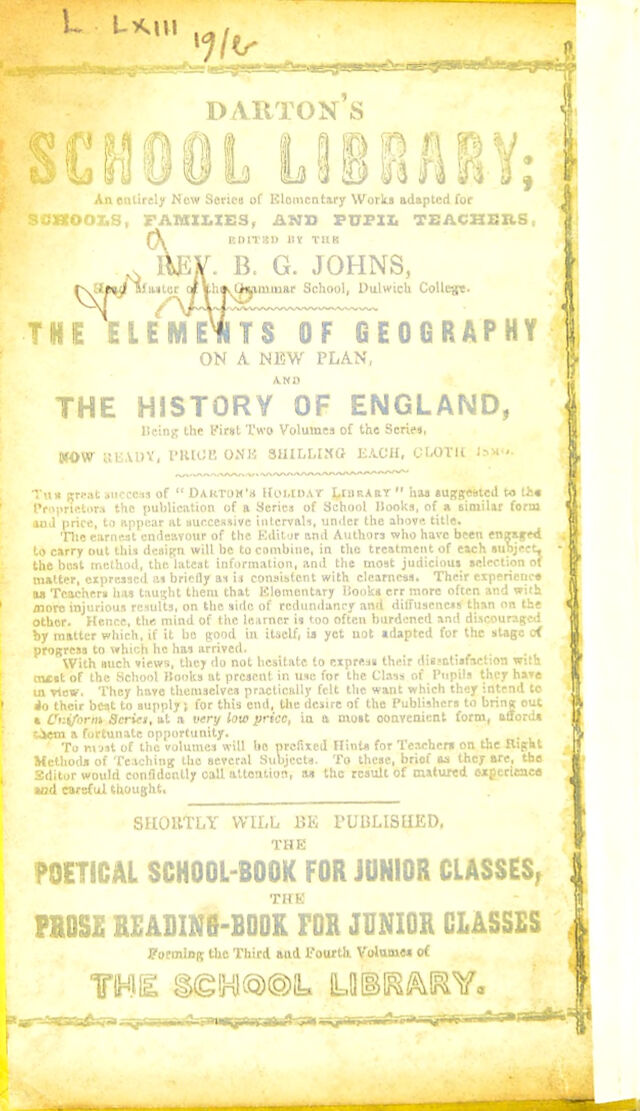 L LXIII 19/6
DARTON'S
SCHOOL LIBRARY;
An entirely New Series of Elementary Works adapted for
SCHOOLS, FAMILIES, AND PUPIL TEACHERS,
EDITED BY THE
REV. B. G. JOHNS,
Head Master of the Grammar School, Dulwich College.
THE ELEMENTS OF GEOGRAPHY
ON A NEW PLAN,
AND
THE HISTORY OF ENGLAND,
Being the First Two Volumes of the Series,
NOW READY, PRICE ONE SHILLING EACH, CLOTH
THE great success of "DARTON'S HOLIDAY LIBRARY" has suggested to the
Proprietors the publication of a Series of School Books, of a similar form
and price, to appear at successive intervals, under the above title.
The earnest endeavour of the Editor and Authors who have been engaged
to carry out this design will be to combine, in the treatment of each subject,
the best method, the latest information, and the most judicious selection of
matter, expressed as briefly as is consistent with clearness. Their experience
as Teachers has taught them that Elementary Books err more often and with
more injurious results, on the side of redundancy and diffuseness than on the
other. Hence, the mind of the learner is too often burdened and discouraged
by matter which, if it be good in itself, is yet not adapted for the stage of
progress to which he has arrived.
With such views, they do not hesitate to express their dissatisfaction with
most of the School Books at present in use for the Class of Pupils they have
in view. They have themselves practically felt the want which they intend to
do their best to supply; for this end, the desire of the Publishers to bring out
a Uniform Series, at a very low price, in a most convenient form, affords
them a fortunate opportunity.
To most of the volumes will be prefixed Hints for Teachers on the Right
Methods of Teaching the several Subjects. To these, brief as they are, the
Editor would confidently call attention, as the result of matured experience
and careful thought.
SHORTLY WILL BE PUBLISHED,
THE
POETICAL SCHOOL-BOOK FOR JUNIOR CLASSES,
THE
PROSE READING-BOOK FOR JUNIOR CLASSES
Forming the Third and Fourth Volumes of
THE SCHOOL LIBRARY.